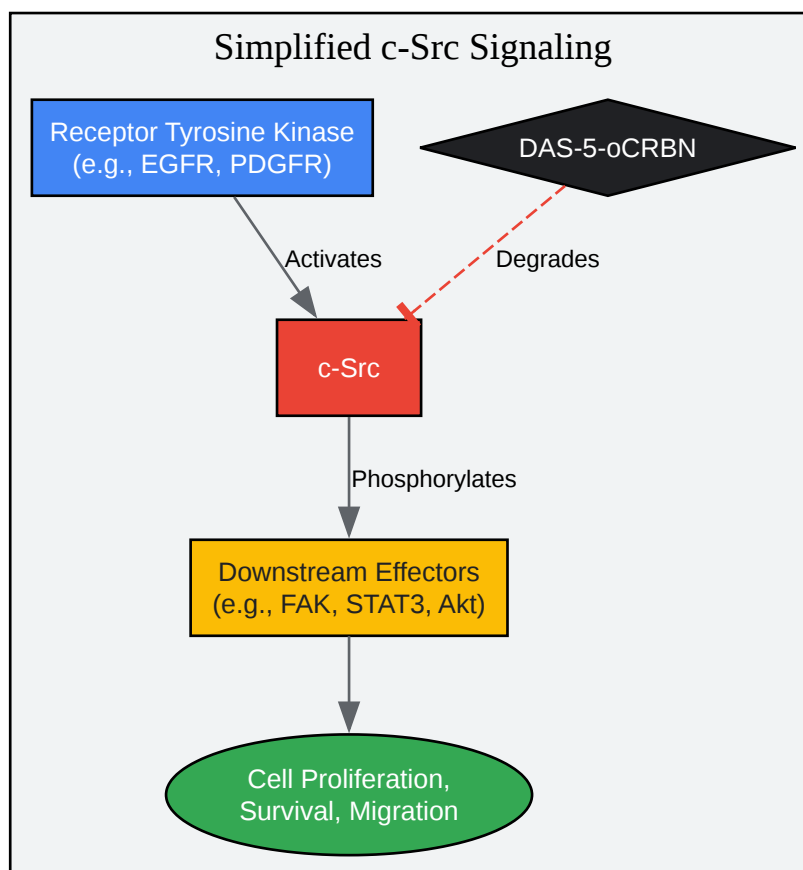 Simplified c-Src Signaling
Receptor Tyrosine Kinase
(e.g., EGFR, PDGFR)
DAS-5-oCRBN
Activates
Degrades
c-Src
Phosphorylates
Downstream Effectors
(e.g., FAK, STAT3, Akt)
Cell Proliferation,
Survival, Migration